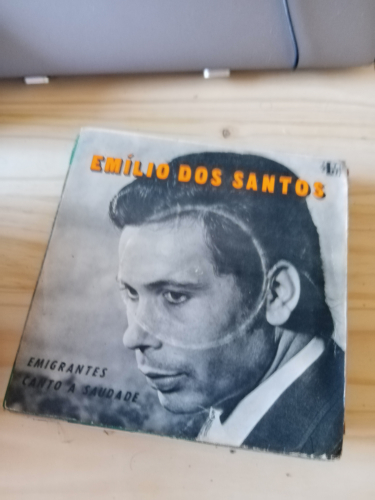 EMÍLIO DOS SANTOS
EMIGRANTES
CANTO A SAUDADE